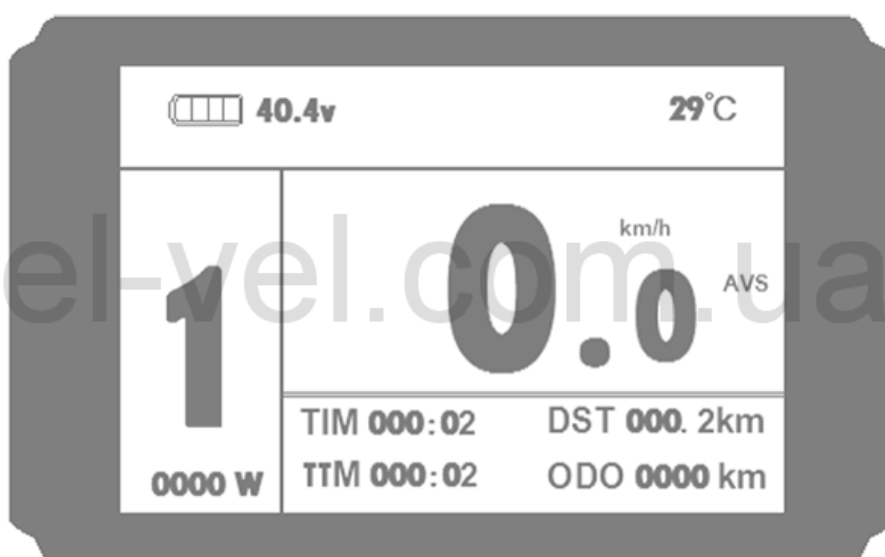 40.4v 29°C
km/h
el-vel.com.ua
AVS
1 0.0
TIM 000:02 DST 000. 2km
TTM 000:02 ODO 0000 km
0000 W